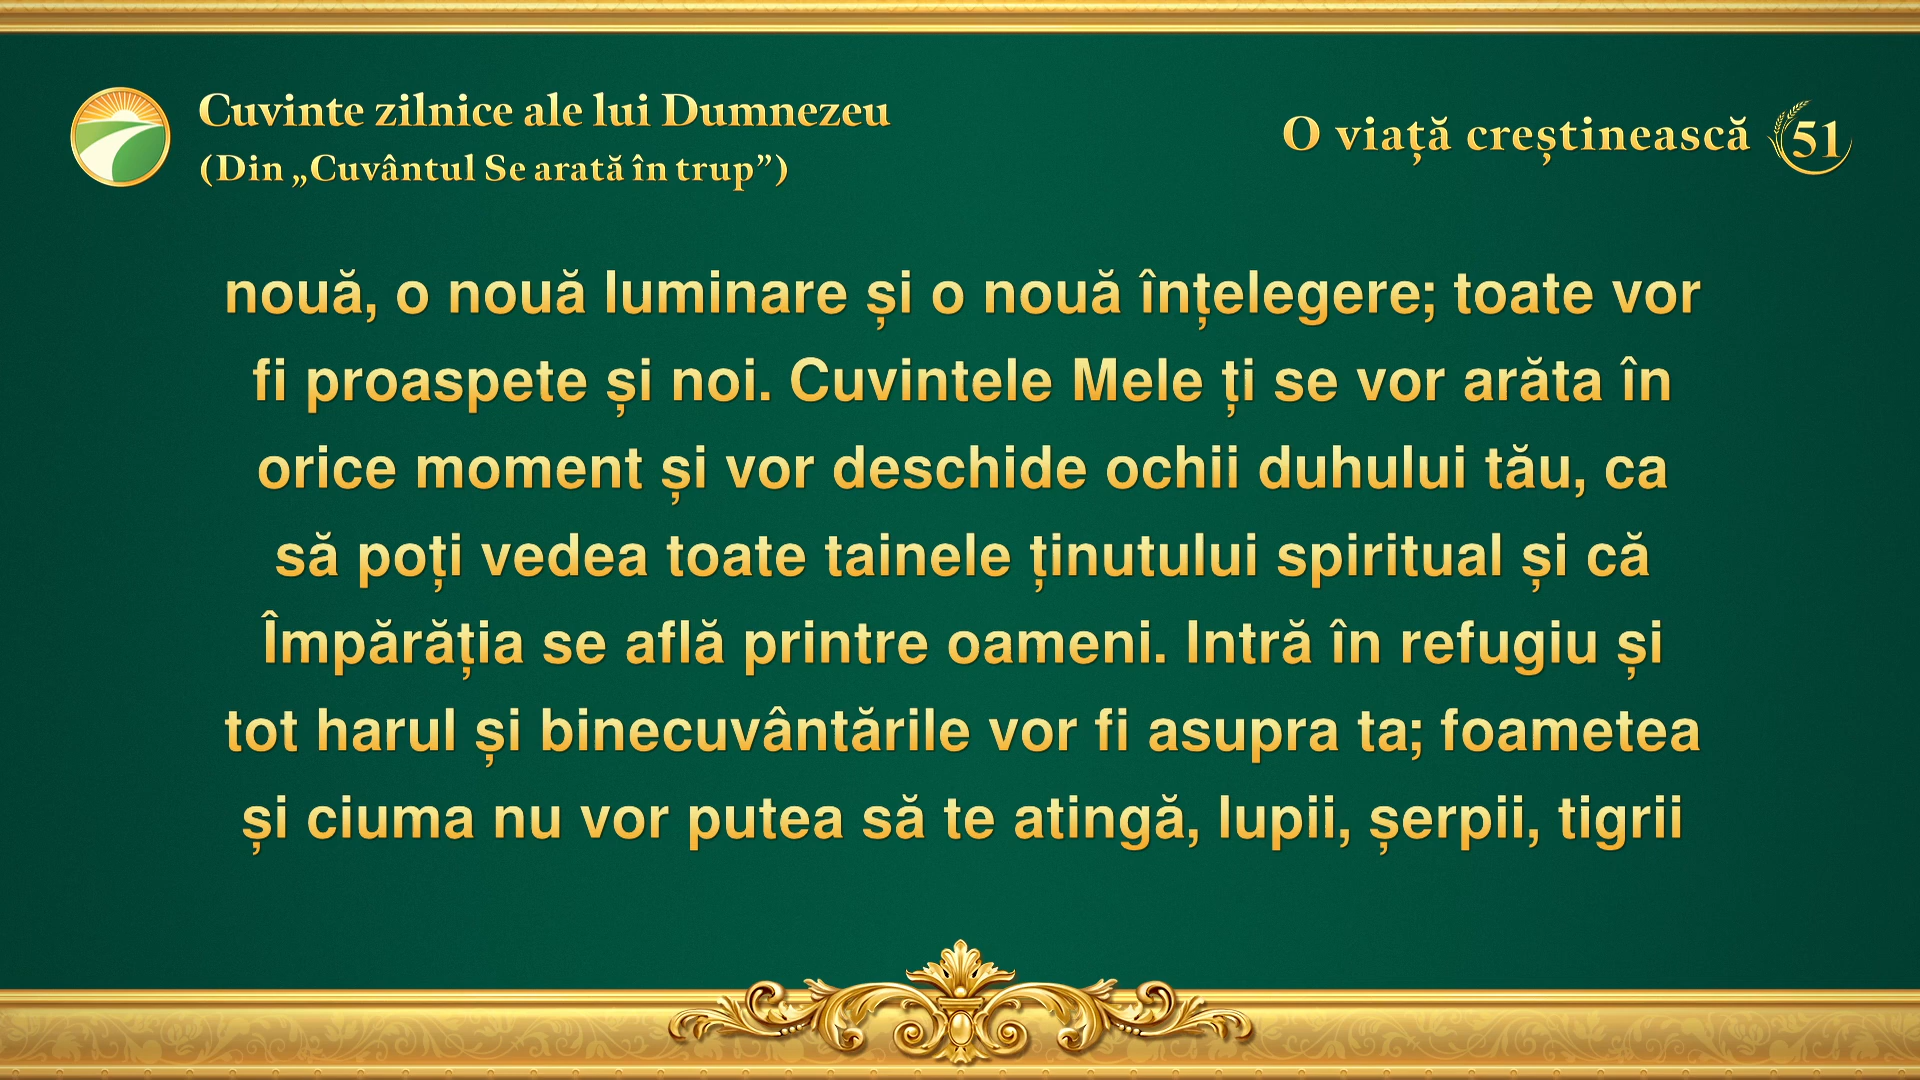 Cuvinte zilnice ale lui Dumnezeu
(Din „Cuvântul Se arată în trup”)
O viață creștinească 51
nouă, o nouă luminare și o nouă înțelegere; toate vor
fi proaspete și noi. Cuvintele Mele ți se vor arăta în
orice moment și vor deschide ochii duhului tău, ca
să poți vedea toate tainele ținutului spiritual și că
Împărăția se află printre oameni. Intră în refugiu și
tot harul și binecuvântările vor fi asupra ta; foametea
și ciuma nu vor putea să te atingă, lupii, șerpii, tigrii